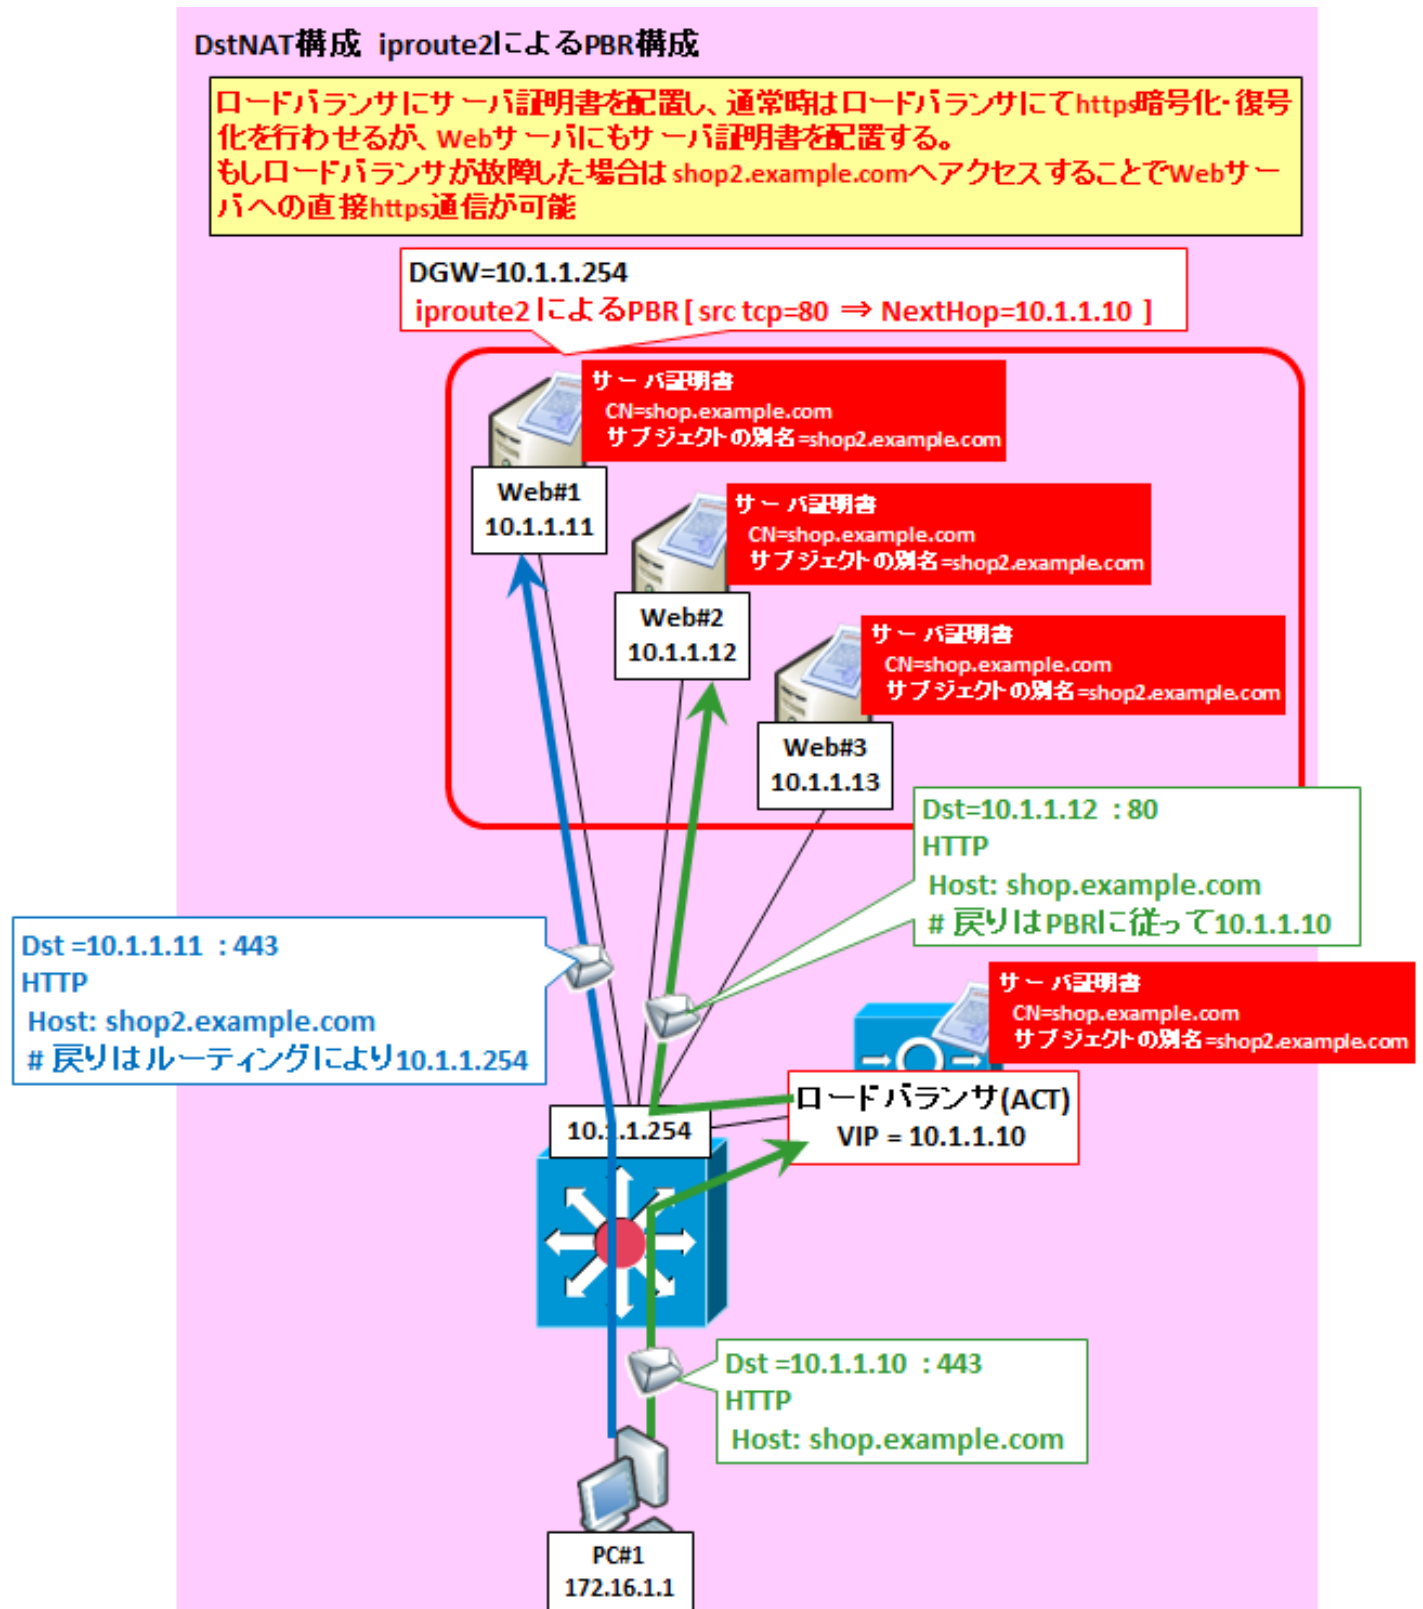 DstNAT構成 iproute2によるPBR構成
ロードバランサにサーバ証明書を配置し、通常時はロードバランサにてhttps暗号化・復号
化を行わせるが、Webサーバにもサーバ証明書を配置する。
もしロードバランサが故障した場合はshop2.example.comへアクセスすることでWebサー
バへの直接https通信が可能
DGW=10.1.1.254
iproute2によるPBR [ src tcp=80 ⇒ NextHop=10.1.1.10 ]
サーバ証明書
CN=shop.example.com
サブジェクトの別名=shop2.example.com
Web#1
10.1.1.11
サーバ証明書
CN=shop.example.com
サブジェクトの別名=shop2.example.com
Web#2
10.1.1.12
サーバ証明書
CN=shop.example.com
サブジェクトの別名=shop2.example.com
Web#3
10.1.1.13
Dst=10.1.1.12 : 80
HTTP
Host: shop.example.com
# 戻りはPBRに従って10.1.1.10
Dst =10.1.1.11 : 443
HTTP
Host: shop2.example.com
# 戻りはルーティングにより10.1.1.254
サーバ証明書
CN=shop.example.com
サブジェクトの別名=shop2.example.com
ロードバランサ(ACT)
VIP = 10.1.1.10
10.1.1.254
Dst =10.1.1.10 : 443
HTTP
Host: shop.example.com
PC#1
172.16.1.1